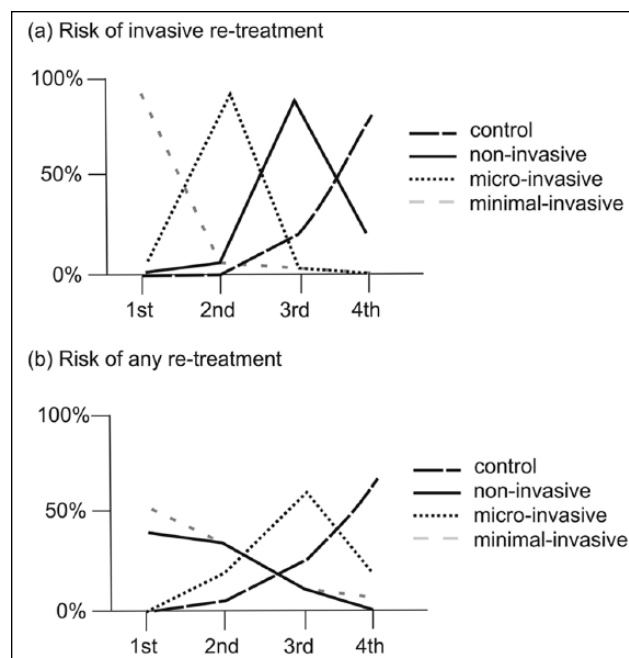 (a) Risk of invasive re-treatment
100%
50%
0%
1st 2nd 3rd 4th
control
non-invasive
micro-invasive
minimal-invasive
(b) Risk of any re-treatment
100%
50%
0%
1st 2nd 3rd 4th
control
non-invasive
micro-invasive
minimal-invasive